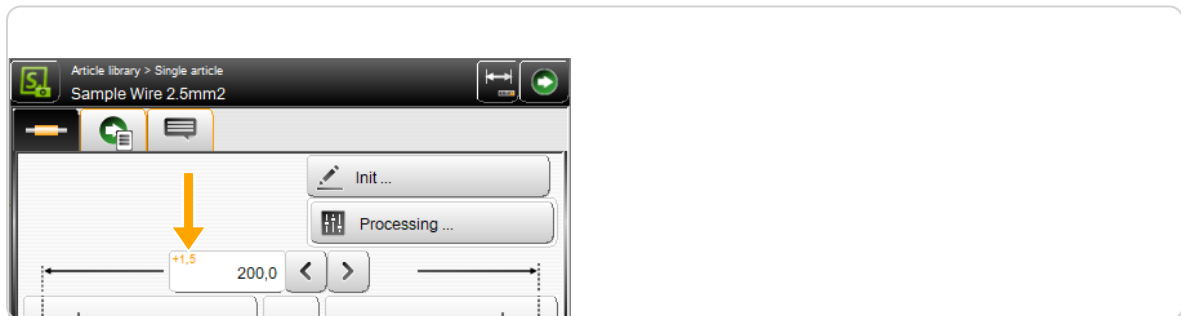 Article library > Single article
Sample Wire 2.5mm2
Init ...
Processing ...
+1,5
200,0